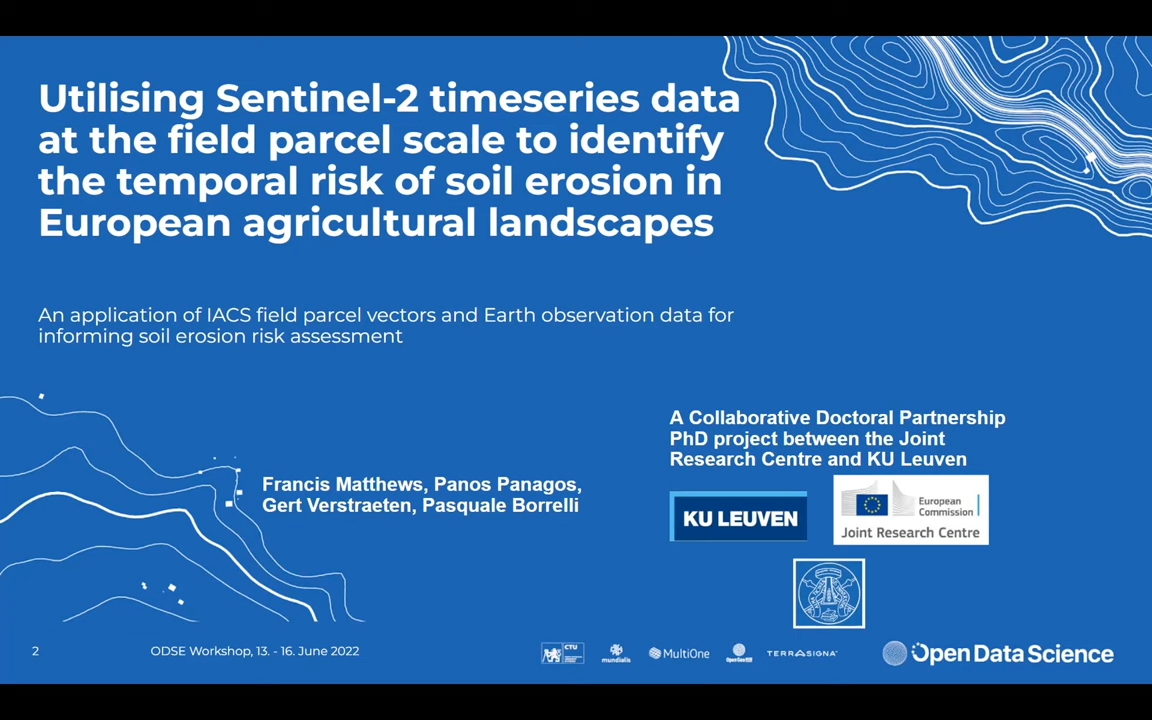 Utilising Sentinel-2 timeseries data
at the field parcel scale to identify
the temporal risk of soil erosion in
European agricultural landscapes
An application of IACS field parcel vectors and Earth observation data for
informing soil erosion risk assessment
A Collaborative Doctoral Partnership
PhD project between the Joint
Research Centre and KU Leuven
Francis Matthews, Panos Panagos,
Gert Verstraeten, Pasquale Borrelli
KU LEUVEN
European
Commission
Joint Research Centre
2
ODSE Workshop, 13. - 16. June 2022
CTU
mundialis
MultiOne
TERRASIGNA
Open Data Science